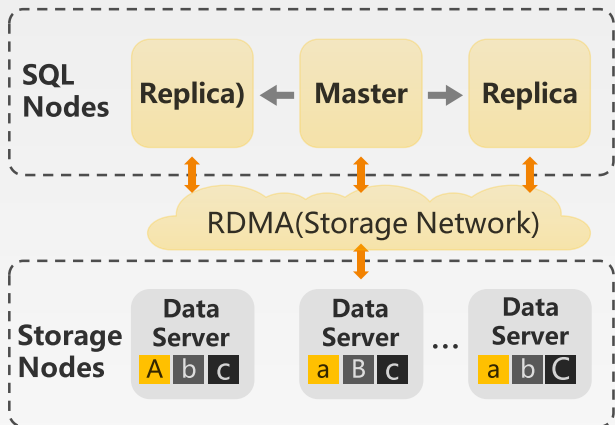 SQL
Nodes
Replica)
Master
Replica
RDMA(Storage Network)
Storage
Nodes
Data
Server
A b c
Data
Server
a B c
...
Data
Server
a b C